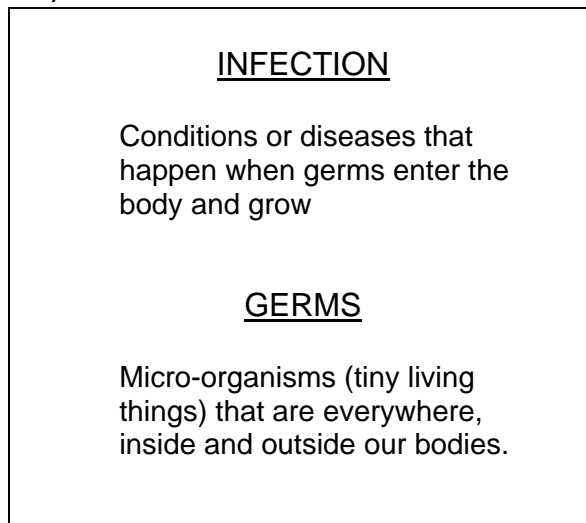 INFECTION
Conditions or diseases that
happen when germs enter the
body and grow
GERMS
Micro-organisms (tiny living
things) that are everywhere,
inside and outside our bodies.